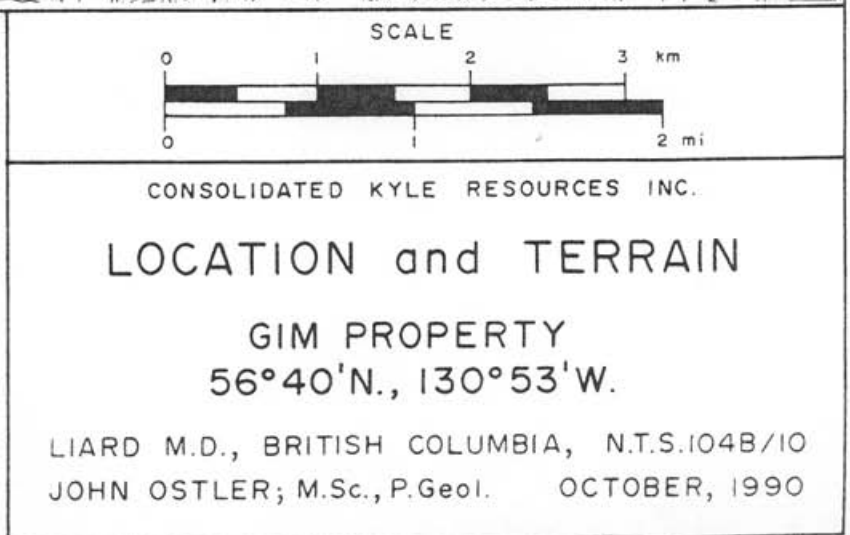 SCALE
0 1 2 3 km
0 1 2 mi
CONSOLIDATED KYLE RESOURCES INC.
LOCATION and TERRAIN
GIM PROPERTY
56°40'N., 130°53'W.
LIARD M.D., BRITISH COLUMBIA, N.T.S.104B/10
JOHN OSTLER; M.Sc., P.Geol. OCTOBER, 1990